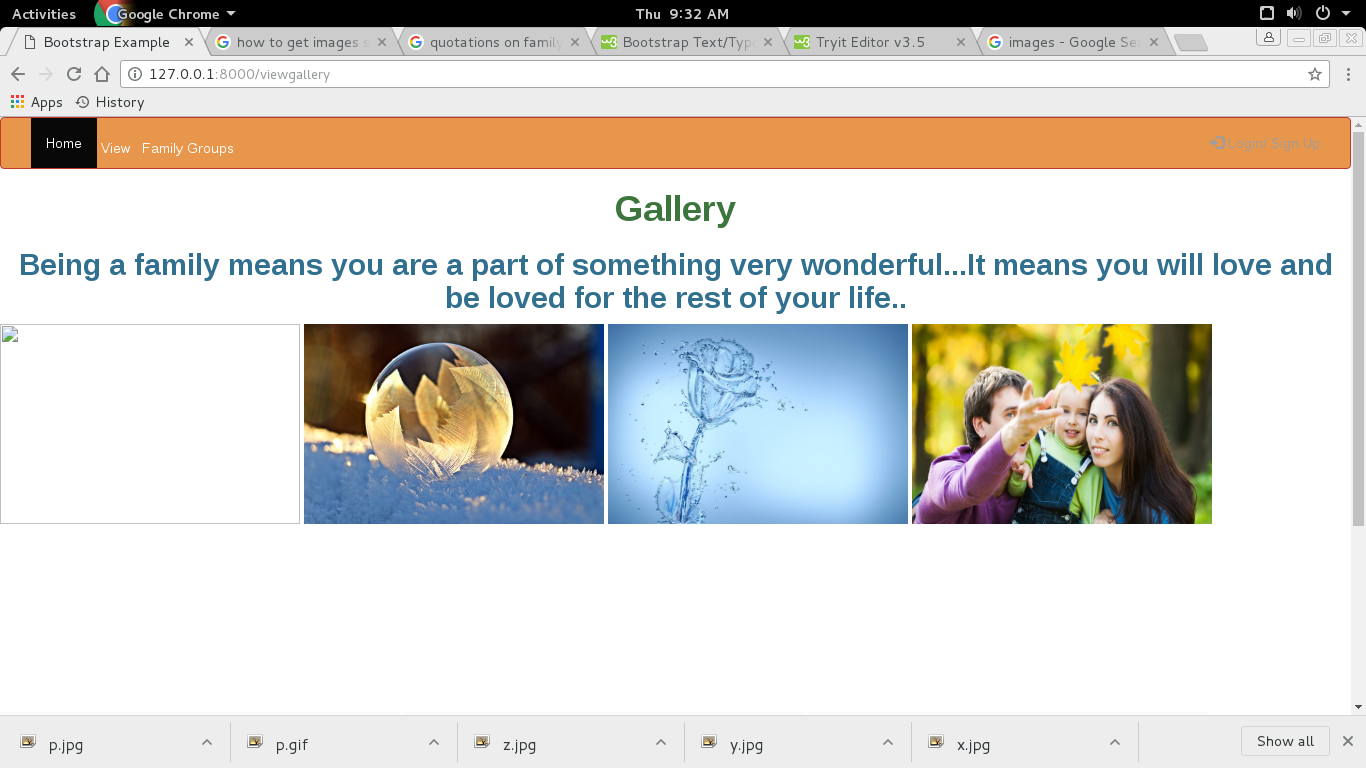 Activities Google Chrome Thu 9:32 AM
Bootstrap Example how to get images s quotations on family Bootstrap Text/Typ Tryit Editor v3.5 images - Google Sea
127.0.0.1:8000/viewgallery
Apps History
Home View Family Groups Login/ Sign Up
Gallery
Being a family means you are a part of something very wonderful...It means you will love and
be loved for the rest of your life..
p.jpg p.gif z.jpg y.jpg x.jpg Show all